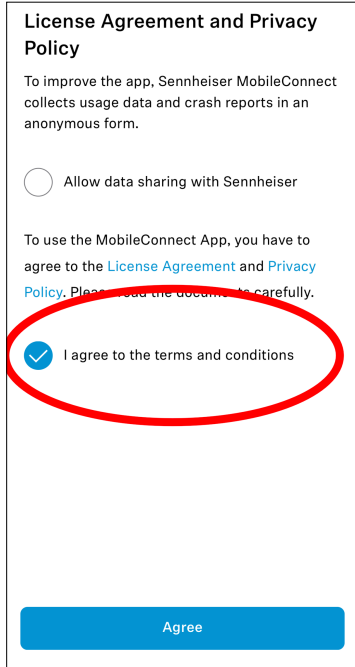 License Agreement and Privacy
Policy
To improve the app, Sennheiser MobileConnect
collects usage data and crash reports in an
anonymous form.
Allow data sharing with Sennheiser
To use the MobileConnect App, you have to
agree to the License Agreement and Privacy
Policy. Please read the documents carefully.
I agree to the terms and conditions
Agree